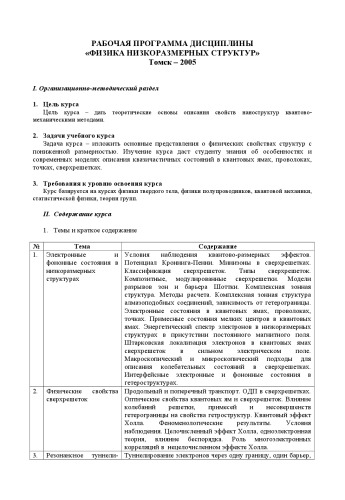 РАБОЧАЯ ПРОГРАММА ДИСЦИПЛИНЫ
«ФИЗИКА НИЗКОРАЗМЕРНЫХ СТРУКТУР»
Томск – 2005
I. Организационно-методический раздел
1. Цель курса
Цель курса – дать теоретические основы описания свойств наноструктур квантово-
механическими методами.
2. Задачи учебного курса
Задача курса – изложить основные представления о физических свойствах структур с
пониженной размерностью. Изучение курса даст студенту знания об особенностях и
современных моделях описания квазичастичных состояний в квантовых ямах, проволоках,
точках, сверхрешетках.
3. Требования к уровню освоения курса
Курс базируется на курсах физики твердого тела, физики полупроводников, квантовой механики,
статистической физики, теории групп.
II. Содержание курса
1. Темы и краткое содержание
№ Тема Содержание
1. Электронные и фононные состояния в низкоразмерных структурах
Условия наблюдения квантово-размерных эффектов.
Потенциал Кронинга-Пенни. Минизоны в сверхрешетках.
Классификация сверхрешеток. Типы сверхрешеток.
Композитные, модулированные сверхрешетки. Модели
разрывов зон и барьера Шоттки. Комплексная зонная
структура. Методы расчета. Комплексная зонная структура
алмазоподобных соединений, зависимость от гетерограницы.
Электронные состояния в квантовых ямах, проволоках,
точках. Примесные состояния мелких центров в квантовых
ямах. Энергетический спектр электронов в низкоразмерных
структурах в присутствии постоянного магнитного поля.
Штарковская локализация электронов в квантовых ямах
сверхрешеток в сильном электрическом поле.
Макроскопический и микроскопический подходы для
описания колебательных состояний в сверхрешетках.
Интерфейсные электронные и фононные состояния в
гетероструктурах.
2. Физические свойства сверхрешеток
Продольный и поперечный транспорт. ОДП в сверхрешетках.
Оптические свойства квантовых ям и сверхрешеток. Влияние
колебаний решетки, примесей и несовершенств
гетерограницы на свойства гетроструктур. Квантовый эффект
Холла. Феноменологические результаты. Условия
наблюдения. Целочисленный эффект Холла, одноэлектронная
теория, влияние беспорядка. Роль многоэлектронных
корреляций в нецелочисленном эффекте Холла.
3. Резонансное туннели-
Туннелирование электронов через одну границу, один барьер,